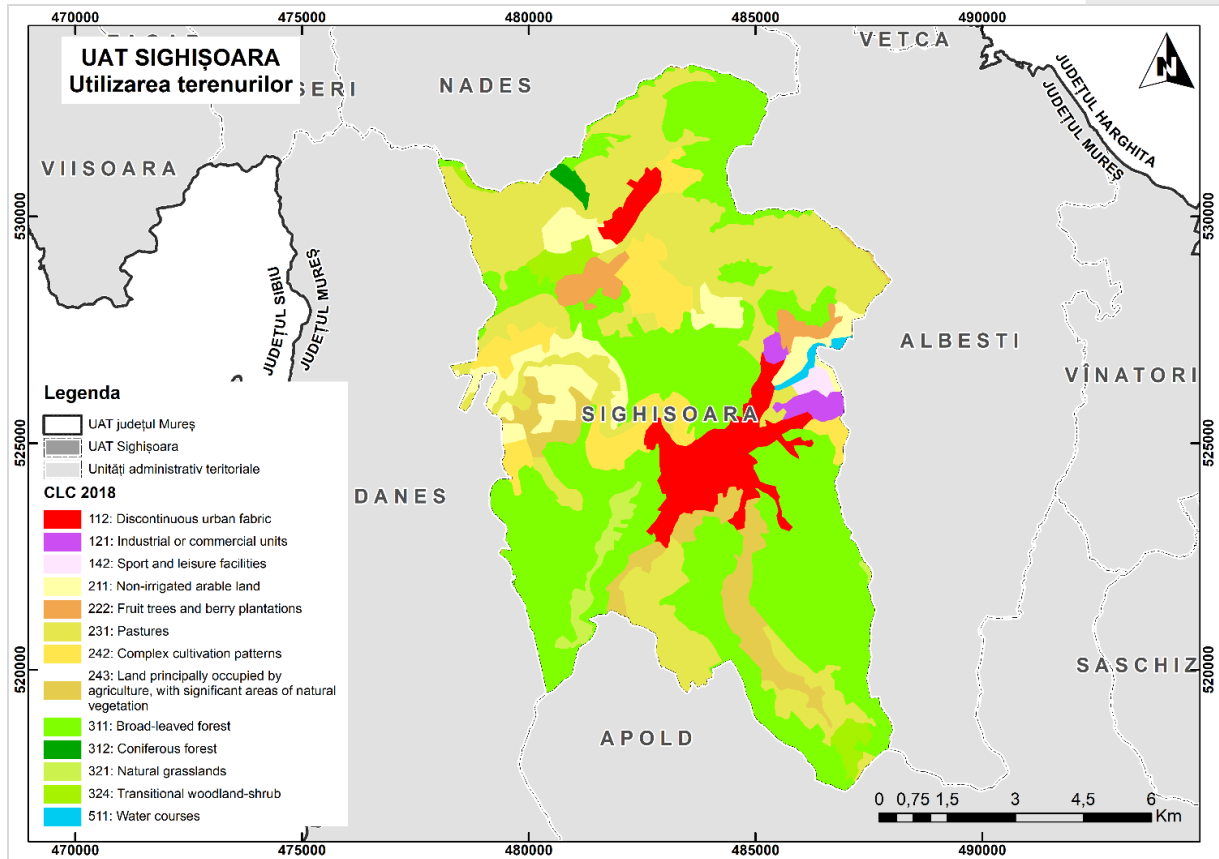 470000 475000 480000 485000 490000
UAT SIGHIȘOARA
Utilizarea terenurilor
SERI
NADES
VETCA
N
JUDEȚUL HARGHITA
JUDEȚUL MUREȘ
VIISOARA
530000
530000
JUDEȚUL SIBIU
JUDEȚUL MUREȘ
ALBESTI
VÎNATORI
SIGHISOARA
525000
525000
DANES
520000
520000
SASCHIZ
APOLD
Legenda
UAT județul Mureș
UAT Sighișoara
Unități administrativ teritoriale
CLC 2018
112: Discontinuous urban fabric
121: Industrial or commercial units
142: Sport and leisure facilities
211: Non-irrigated arable land
222: Fruit trees and berry plantations
231: Pastures
242: Complex cultivation patterns
243: Land principally occupied by
agriculture, with significant areas of natural
vegetation
311: Broad-leaved forest
312: Coniferous forest
321: Natural grasslands
324: Transitional woodland-shrub
511: Water courses
0 0,75 1,5 3 4,5 6
Km
470000 475000 480000 485000 490000